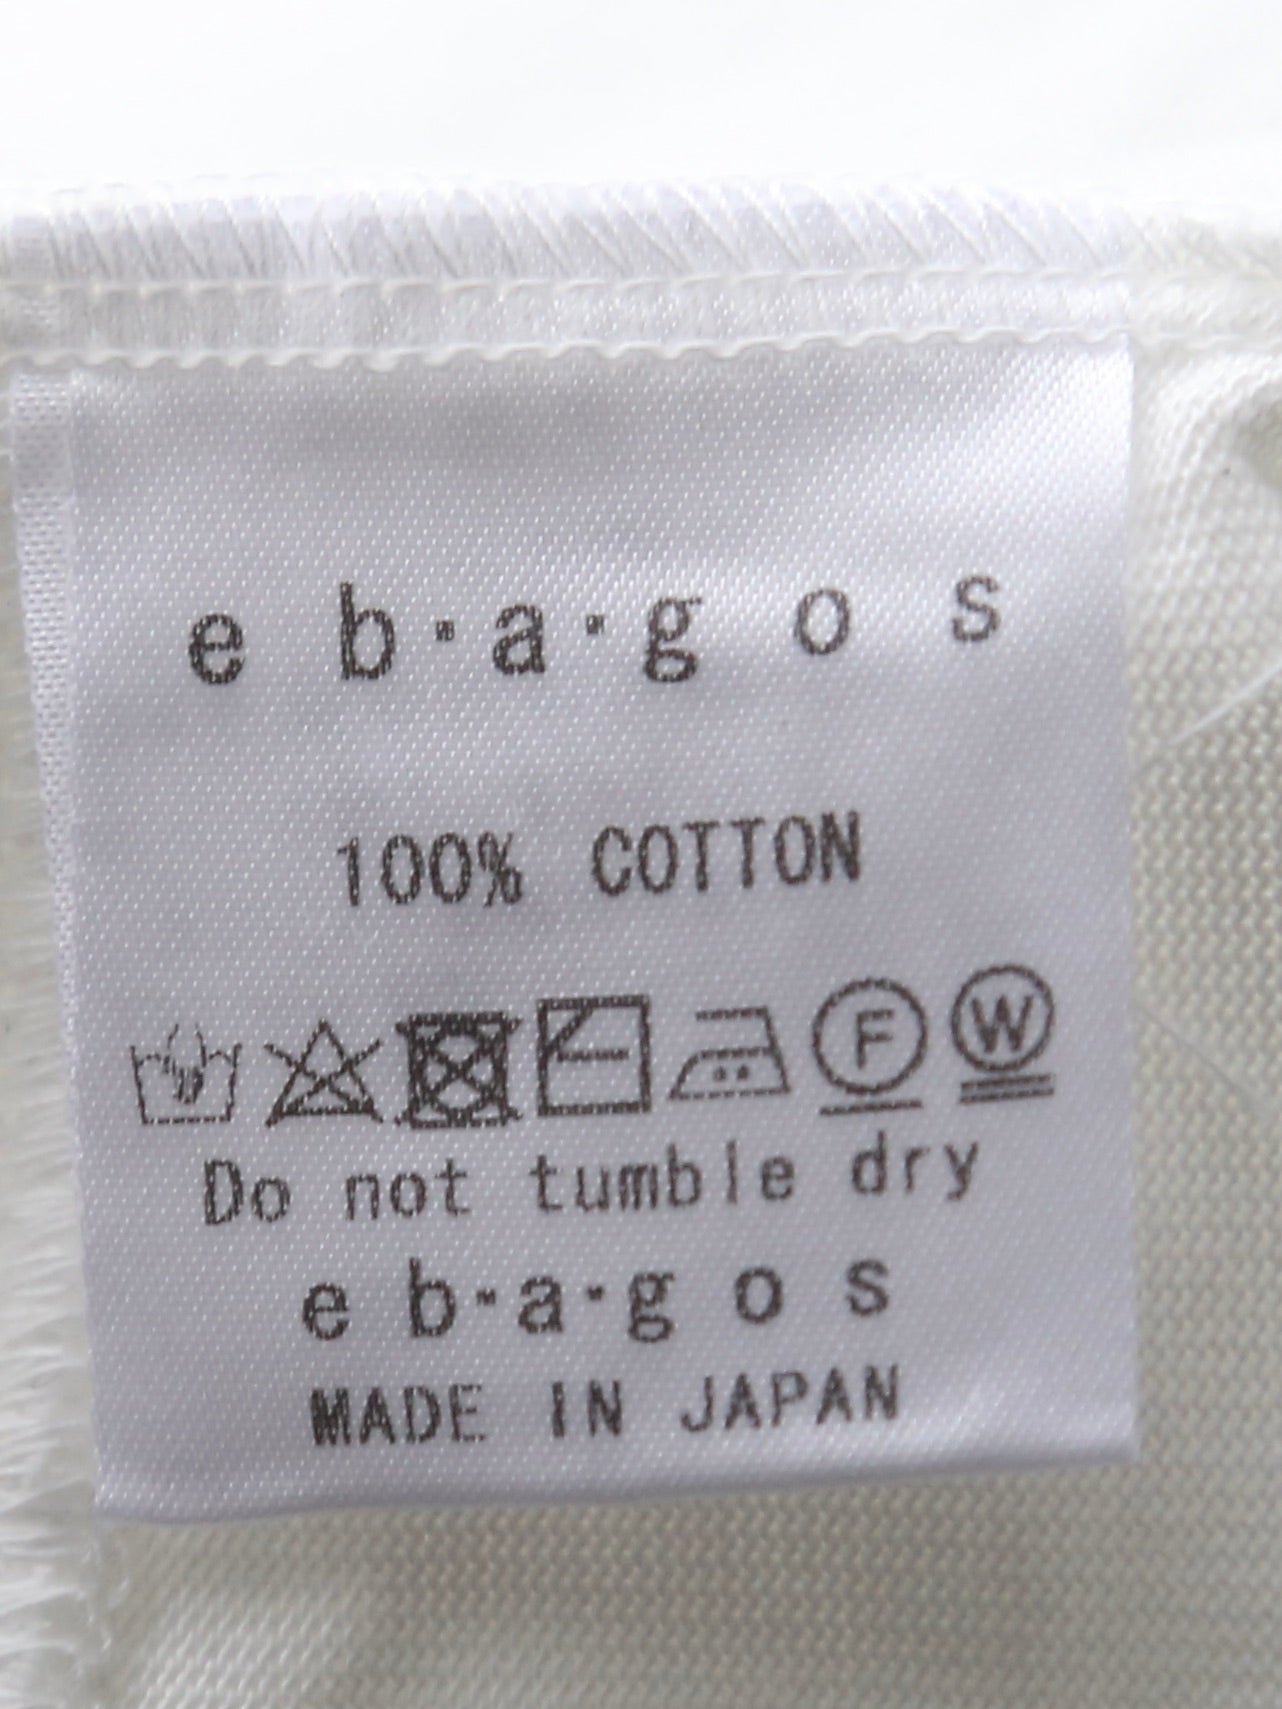 e b・a・g o s
100% COTTON
F W
Do not tumble dry
e b・a・g o s
MADE IN JAPAN